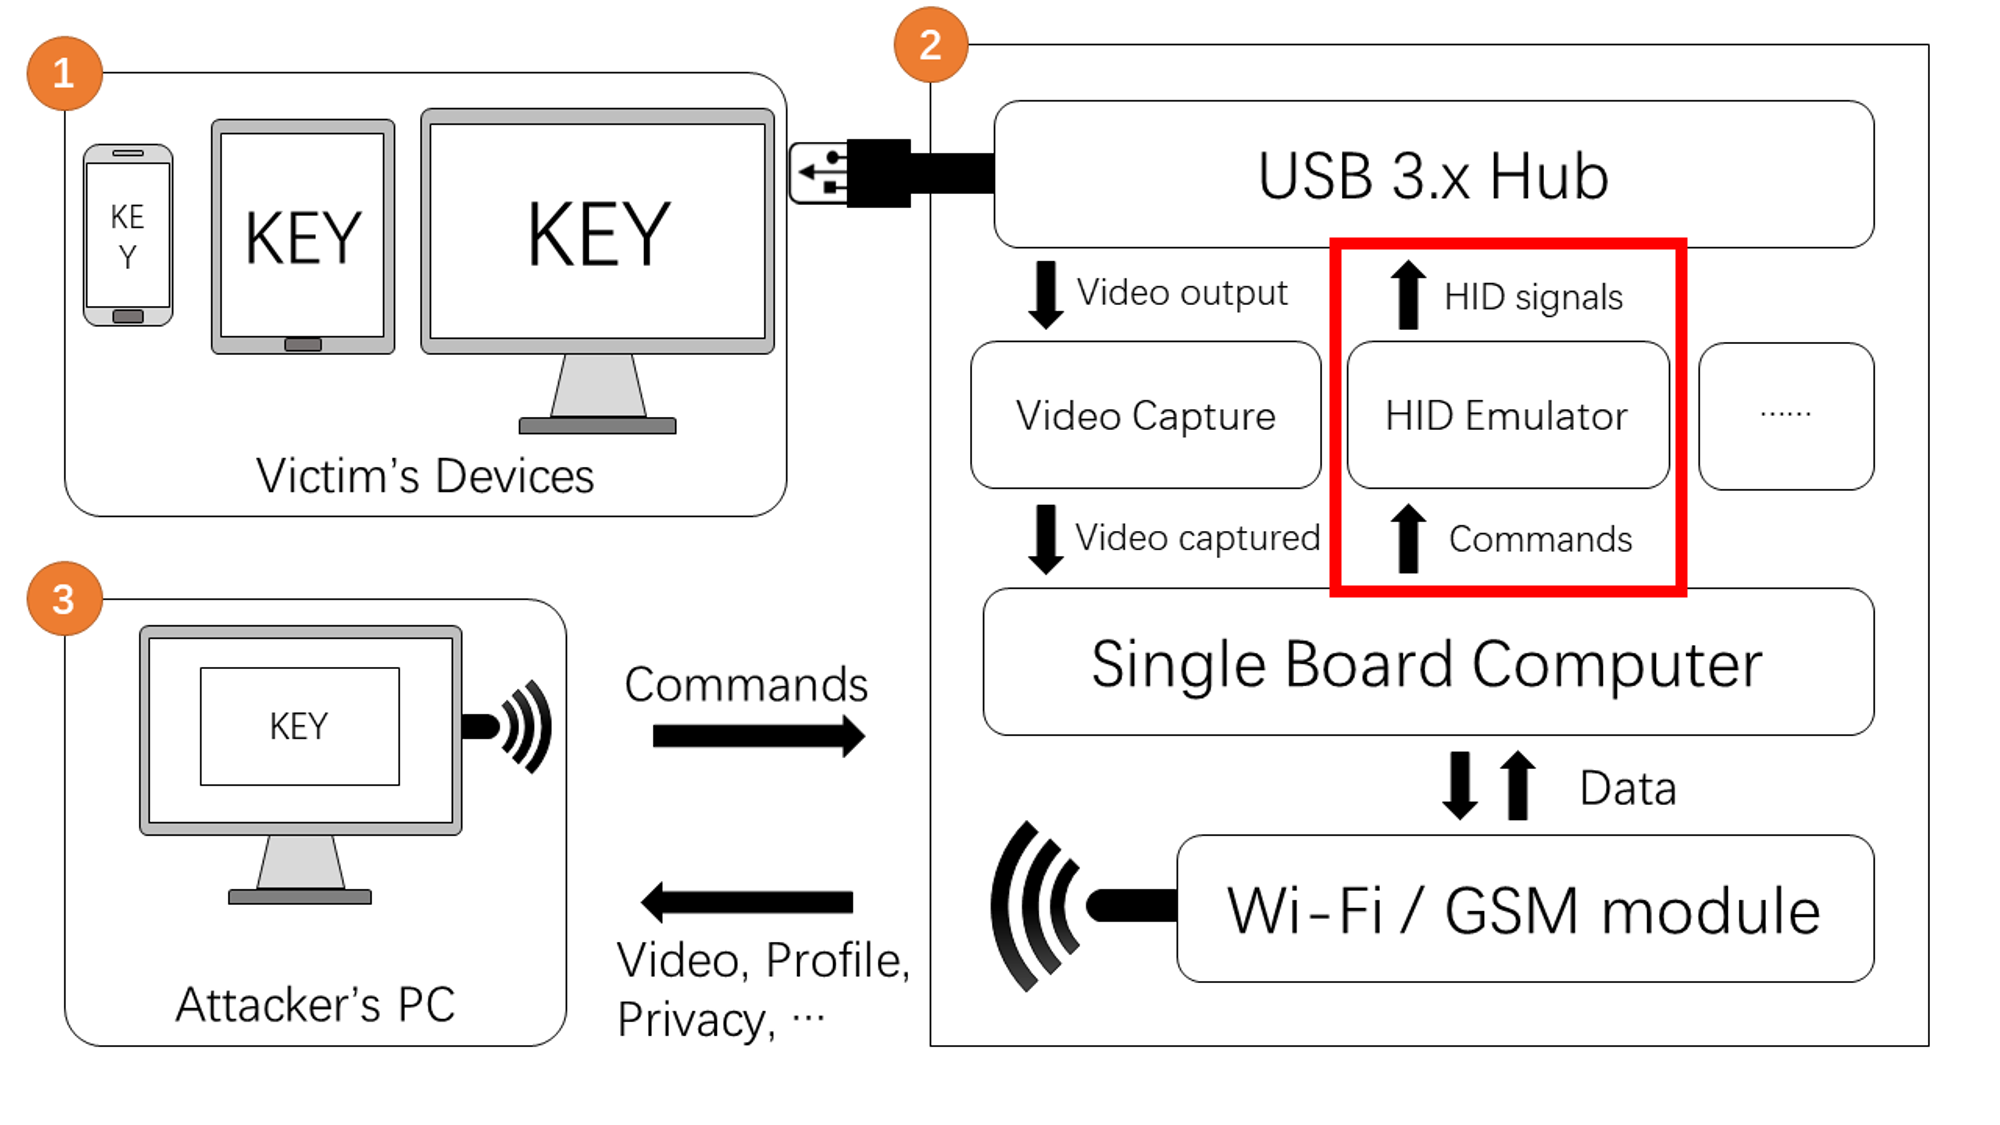 1
KE
Y
KEY
KEY
Victim's Devices
2
USB 3.x Hub
Video output
HID signals
Video Capture
HID Emulator
······
Video captured
Commands
Single Board Computer
Data
Wi-Fi / GSM module
3
KEY
Attacker's PC
Commands
Video, Profile,
Privacy, ···